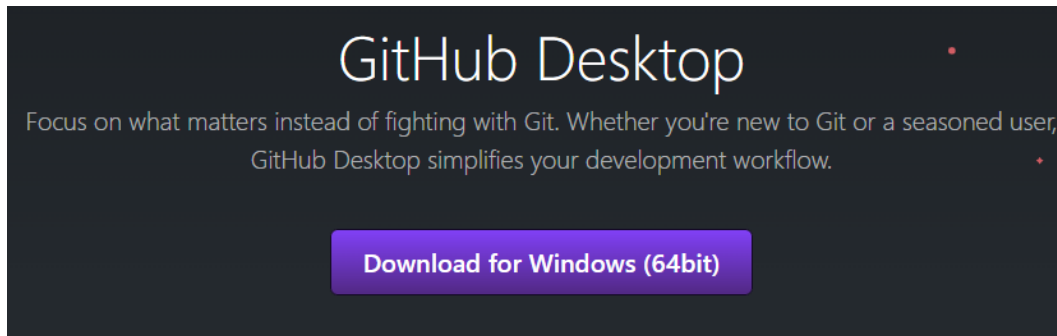 GitHub Desktop
Focus on what matters instead of fighting with Git. Whether you're new to Git or a seasoned user,
GitHub Desktop simplifies your development workflow.
Download for Windows (64bit)